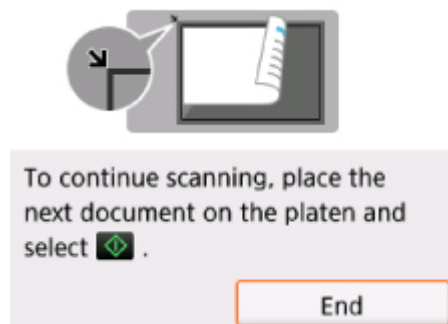 To continue scanning, place the
next document on the platen and
select .
End